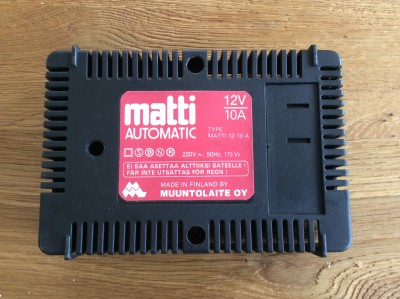 matti
AUTOMATIC
12V
10A
TYPE
MATTI 12/10 A
S D N F
220V ~, 50Hz, 170 W
EI SAA ASETTAA ALTTIIKSI SATEELLE !
FÅR INTE UTSÄTTAS FÖR REGN !
MADE IN FINLAND BY
MUUNTOLAITE OY